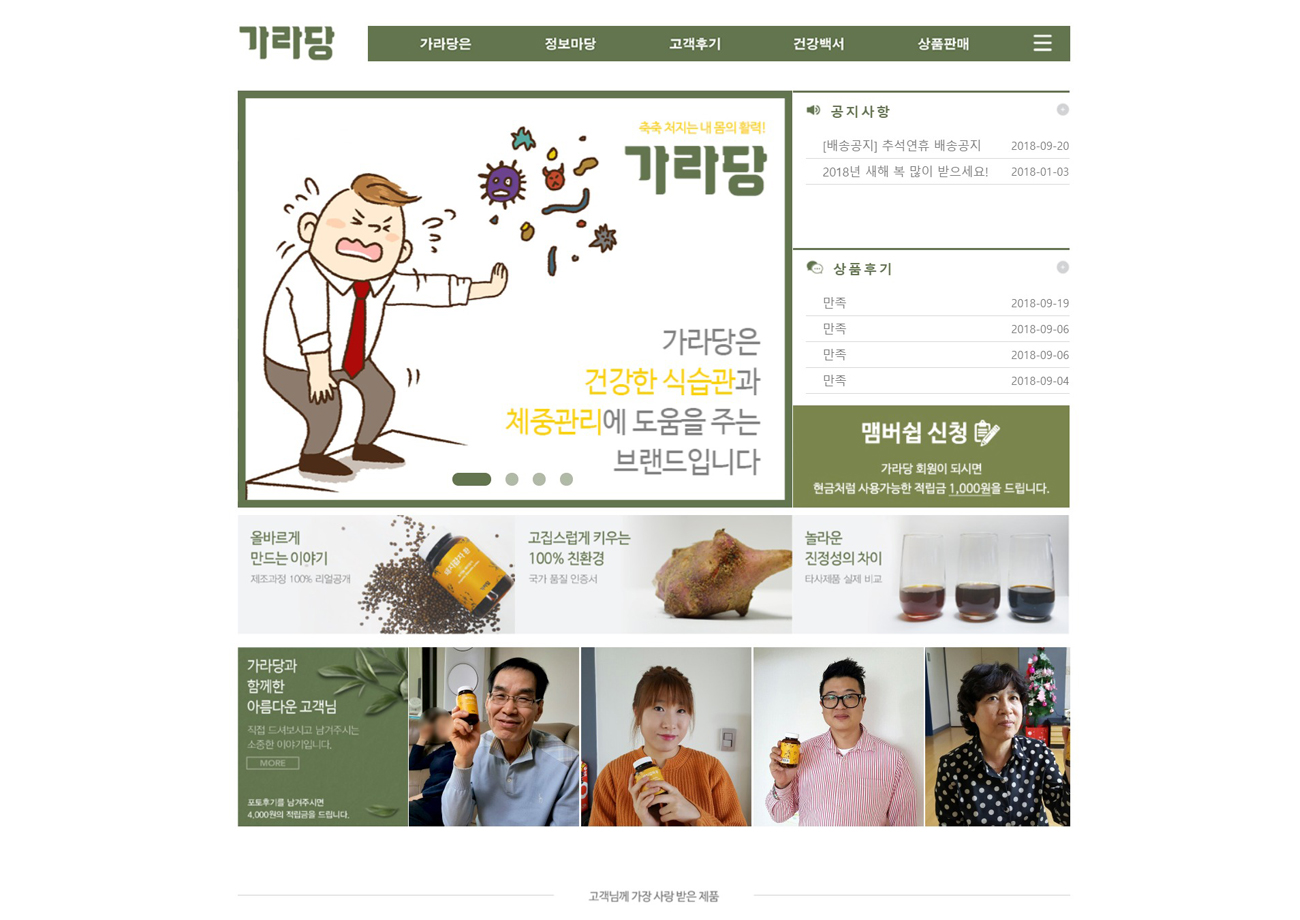 가라당
가라당은
정보마당
고객후기
건강백서
상품판매
축축 처지는 내 몸의 활력!
가라당
가라당은
건강한 식습관과
체중관리에 도움을 주는
브랜드입니다
공지사항
[배송공지] 추석연휴 배송공지 2018-09-20
2018년 새해 복 많이 받으세요! 2018-01-03
상품후기
만족 2018-09-19
만족 2018-09-06
만족 2018-09-06
만족 2018-09-04
맴버쉽 신청
가라당 회원이 되시면
현금처럼 사용가능한 적립금 1,000원을 드립니다.
올바르게
만드는 이야기
제조과정 100% 리얼공개
고집스럽게 키우는
100% 친환경
국가 품질 인증서
놀라운
진정성의 차이
타사제품 실제 비교
가라당과
함께한
아름다운 고객님
직접 드셔보시고 남겨주시는
소중한 이야기입니다.
MORE
포토후기를 남겨주시면
4,000원의 적립금을 드립니다.
고객님께 가장 사랑 받은 제품